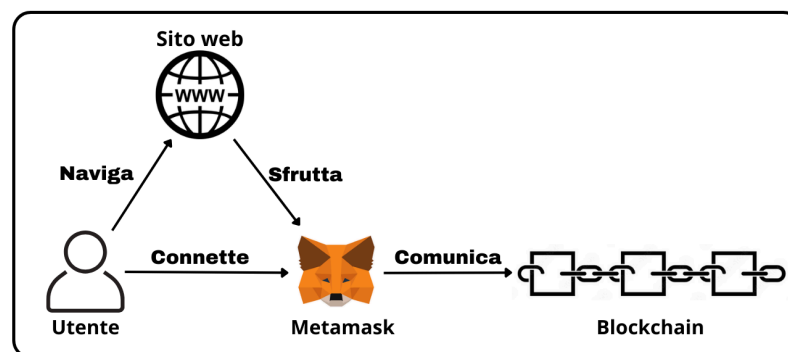 Sito web
WWW
Naviga
Sfrutta
Connette
Comunica
Utente
Metamask
Blockchain